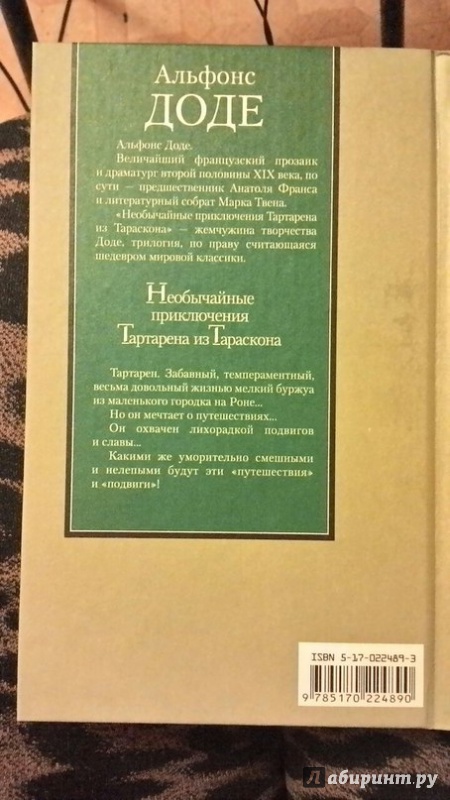 Альфонс
ДОДЕ
Альфонс Доде.
Величайший французский прозаик
и драматург второй половины XIX века, по
сути — предшественник Анатоля Франса
и литературный собрат Марка Твена.
«Необычайные приключения Тартарена
из Тараскона» — жемчужина творчества
Доде, трилогия, по праву считающаяся
шедевром мировой классики.
Необычайные
приключения
Тартарена из Тараскона
Тартарен. Забавный, темпераментный,
весьма довольный жизнью мелкий буржуа
из маленького городка на Роне...
Но он мечтает о путешествиях...
Он охвачен лихорадкой подвигов
и славы...
Какими же уморительно смешными
и нелепыми будут эти «путешествия»
и «подвиги»!
ISBN 5-17-022489-3
9 785170 224890
Лабиринт.ру